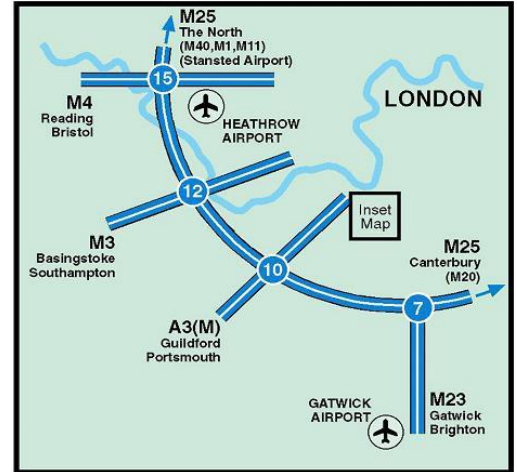 M25
The North
(M40,M1,M11)
(Stansted Airport)
15
M4
Reading
Bristol
LONDON
HEATHROW
AIRPORT
12
M3
Basingstoke
Southampton
Inset
Map
10
M25
Canterbury
(M20)
7
A3(M)
Guildford
Portsmouth
GATWICK
AIRPORT
M23
Gatwick
Brighton